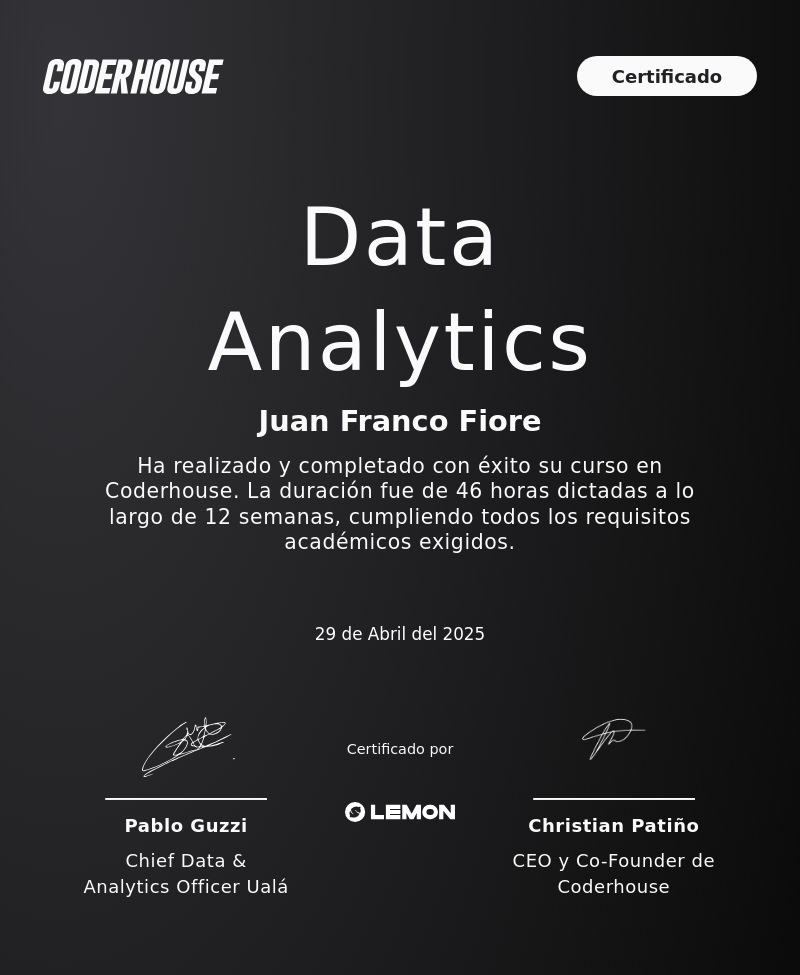 CODERHOUSE
Certificado
Data
Analytics
Juan Franco Fiore
Ha realizado y completado con éxito su curso en
Coderhouse. La duración fue de 46 horas dictadas a lo
largo de 12 semanas, cumpliendo todos los requisitos
académicos exigidos.
29 de Abril del 2025
Certificado por
LEMON
Pablo Guzzi
Chief Data &
Analytics Officer Ualá
Christian Patiño
CEO y Co-Founder de
Coderhouse